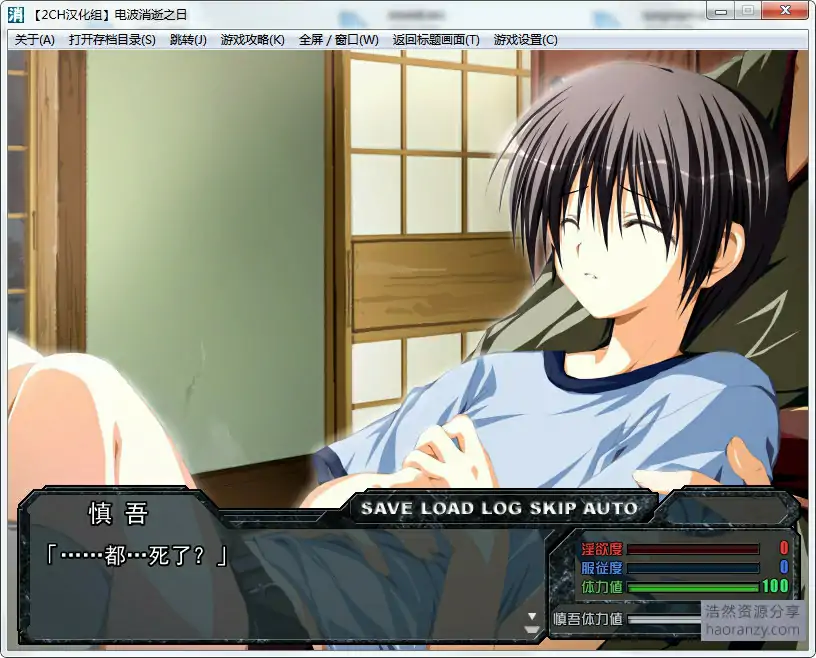 消 【2CH汉化组】电波消逝之日
关于(A) 打开存档目录(S) 跳转(J) 游戏攻略(K) 全屏 / 窗口(W) 返回标题画面(T) 游戏设置(C)
慎吾
SAVE LOAD LOG SKIP AUTO
「……都…死了？」
淫欲度 0
服従度 0
体力値 100
慎吾体力値
浩然资源分享
haoranzy.com